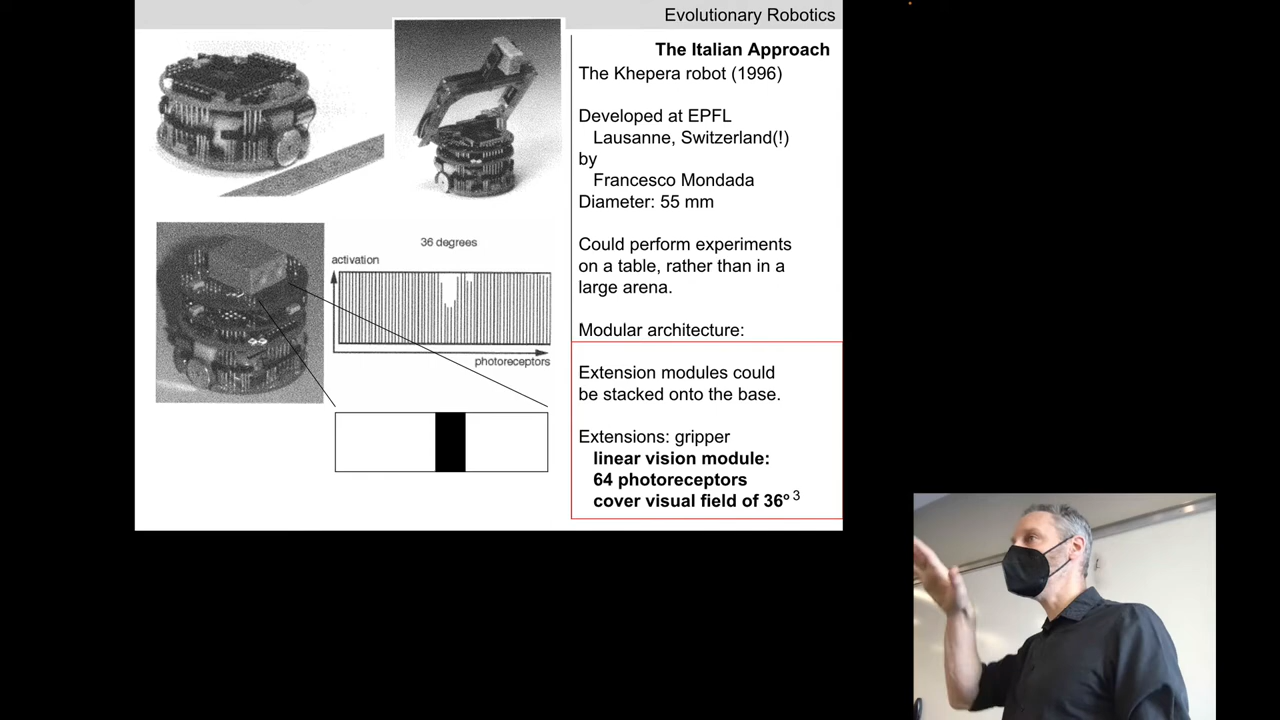 Evolutionary Robotics
The Italian Approach
The Khepera robot (1996)
Developed at EPFL
Lausanne, Switzerland(!)
by
Francesco Mondada
Diameter: 55 mm
Could perform experiments
on a table, rather than in a
large arena.
Modular architecture:
Extension modules could
be stacked onto the base.
Extensions: gripper
linear vision module:
64 photoreceptors
cover visual field of 36º 3
36 degrees
activation
photoreceptors